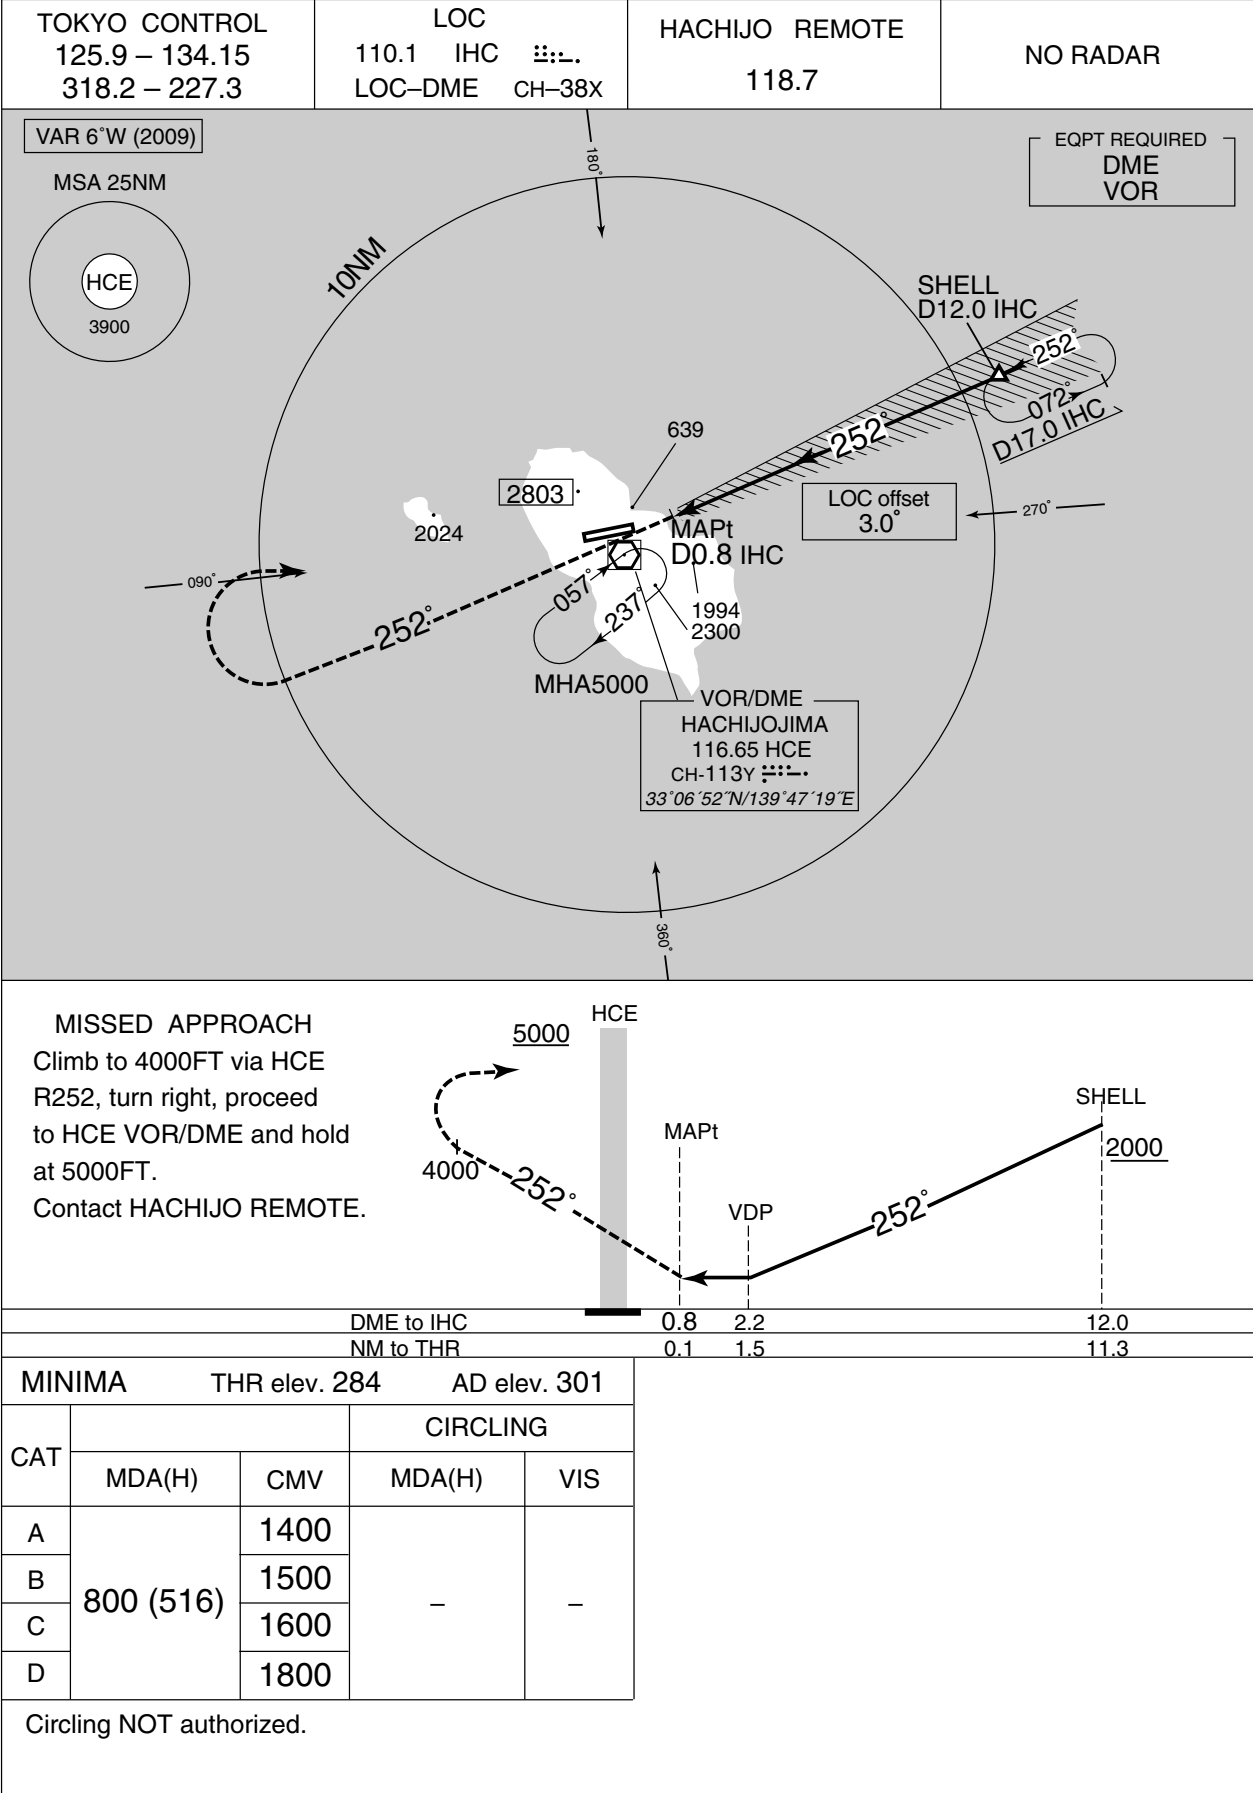 TOKYO CONTROL
125.9 – 134.15
318.2 – 227.3
LOC
110.1 IHC
LOC–DME CH–38X
HACHIJO REMOTE
118.7
NO RADAR
VAR 6˚W (2009)
MSA 25NM
HCE
3900
180˚
EQPT REQUIRED
DME
VOR
10NM
SHELL
D12.0 IHC
252˚
072˚
D17.0 IHC
252˚
639
2803
2024
LOC offset
3.0˚
270˚
MAPt
D0.8 IHC
090˚
057˚
237˚
252˚
1994
2300
MHA5000
VOR/DME
HACHIJOJIMA
116.65 HCE
CH-113Y
33˚06´52˝N/139˚47´19˝E
360˚
MISSED APPROACH
Climb to 4000FT via HCE
R252, turn right, proceed
to HCE VOR/DME and hold
at 5000FT.
Contact HACHIJO REMOTE.
HCE
5000
SHELL
MAPt
2000
4000
252˚
VDP
252˚
DME to IHC 0.8 2.2 12.0
NM to THR 0.1 1.5 11.3
MINIMA THR elev. 284 AD elev. 301
CAT
CIRCLING
MDA(H) CMV MDA(H) VIS
A 1400
B 1500
800 (516) – –
C 1600
D 1800
Circling NOT authorized.